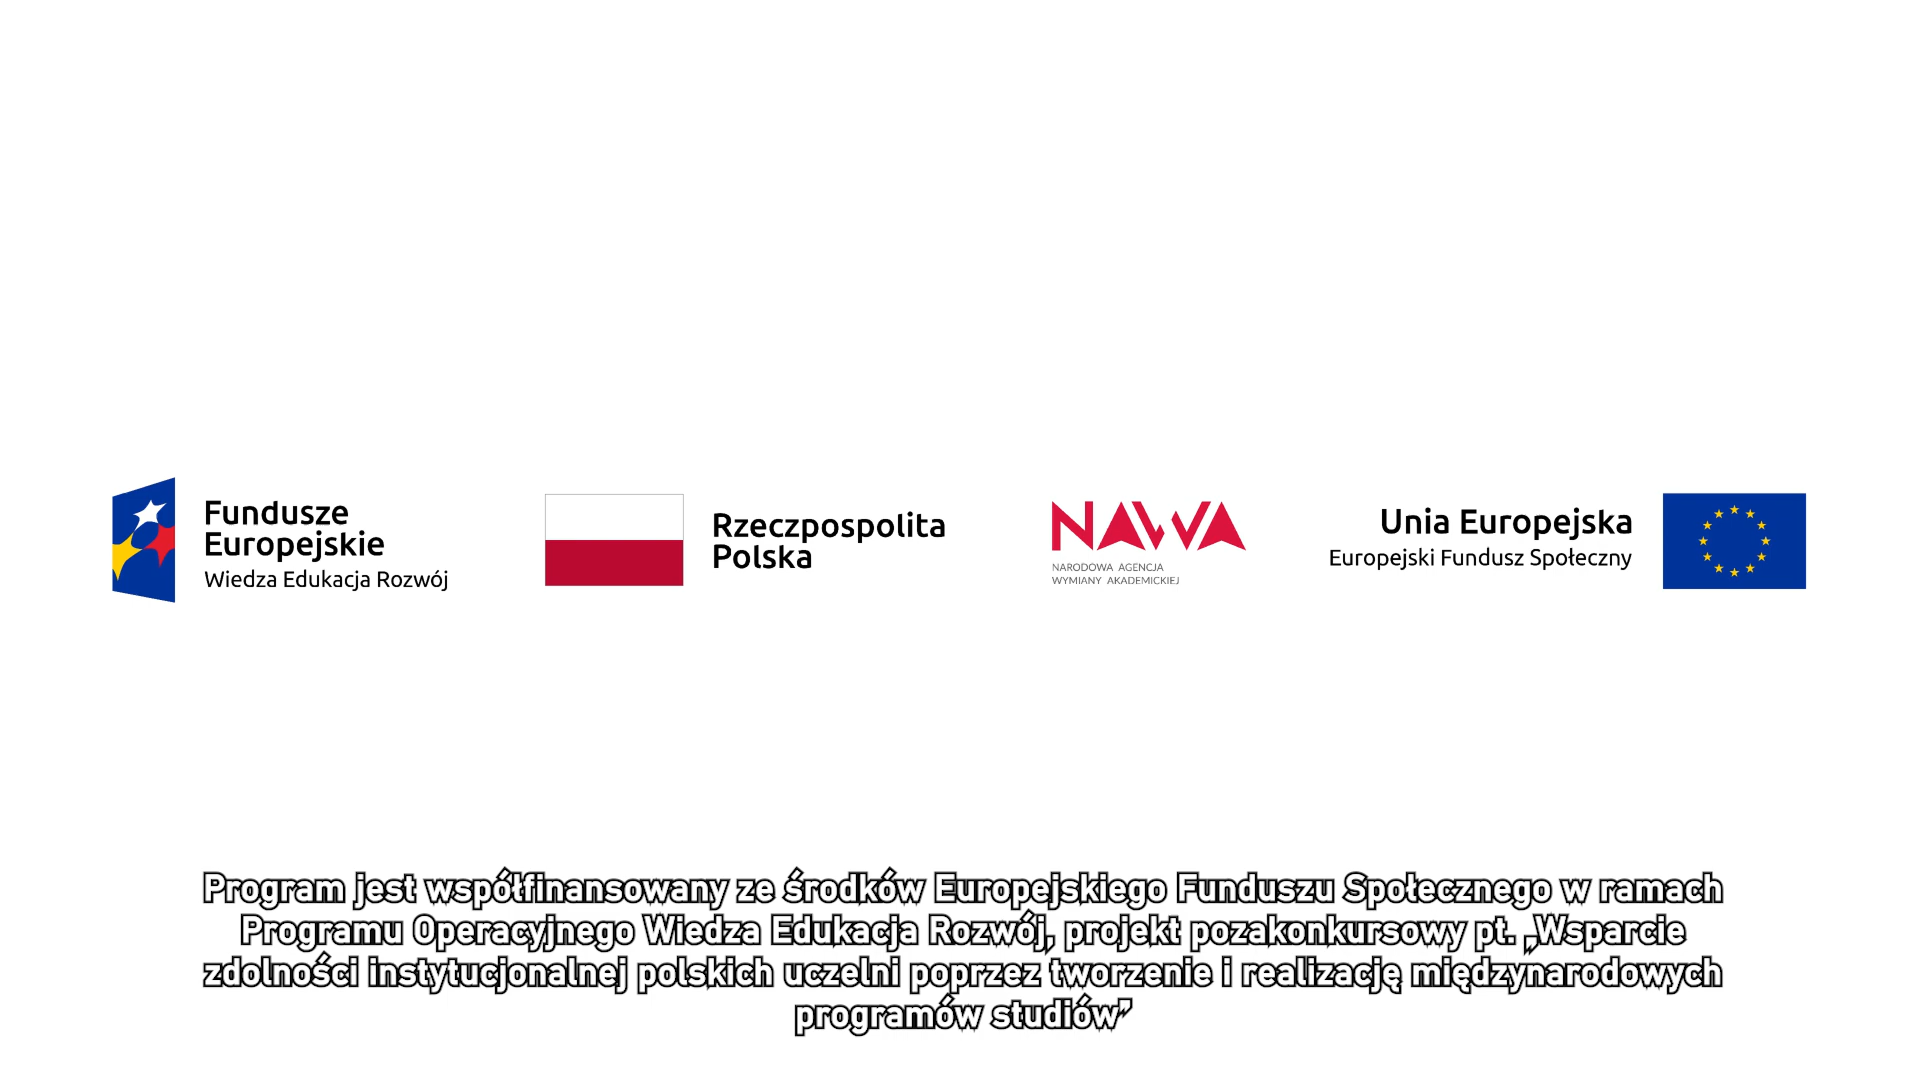 Fundusze
Europejskie
Wiedza Edukacja Rozwój
Rzeczpospolita
Polska
NAWA
NARODOWA AGENCJA
WYMIANY AKADEMICKIEJ
Unia Europejska
Europejski Fundusz Społeczny
Program jest współfinansowany ze środków Europejskiego Funduszu Społecznego w ramach
Programu Operacyjnego Wiedza Edukacja Rozwój, projekt pozakonkursowy pt. „Wsparcie
zdolności instytucjonalnej polskich uczelni poprzez tworzenie i realizację międzynarodowych
programów studiów”